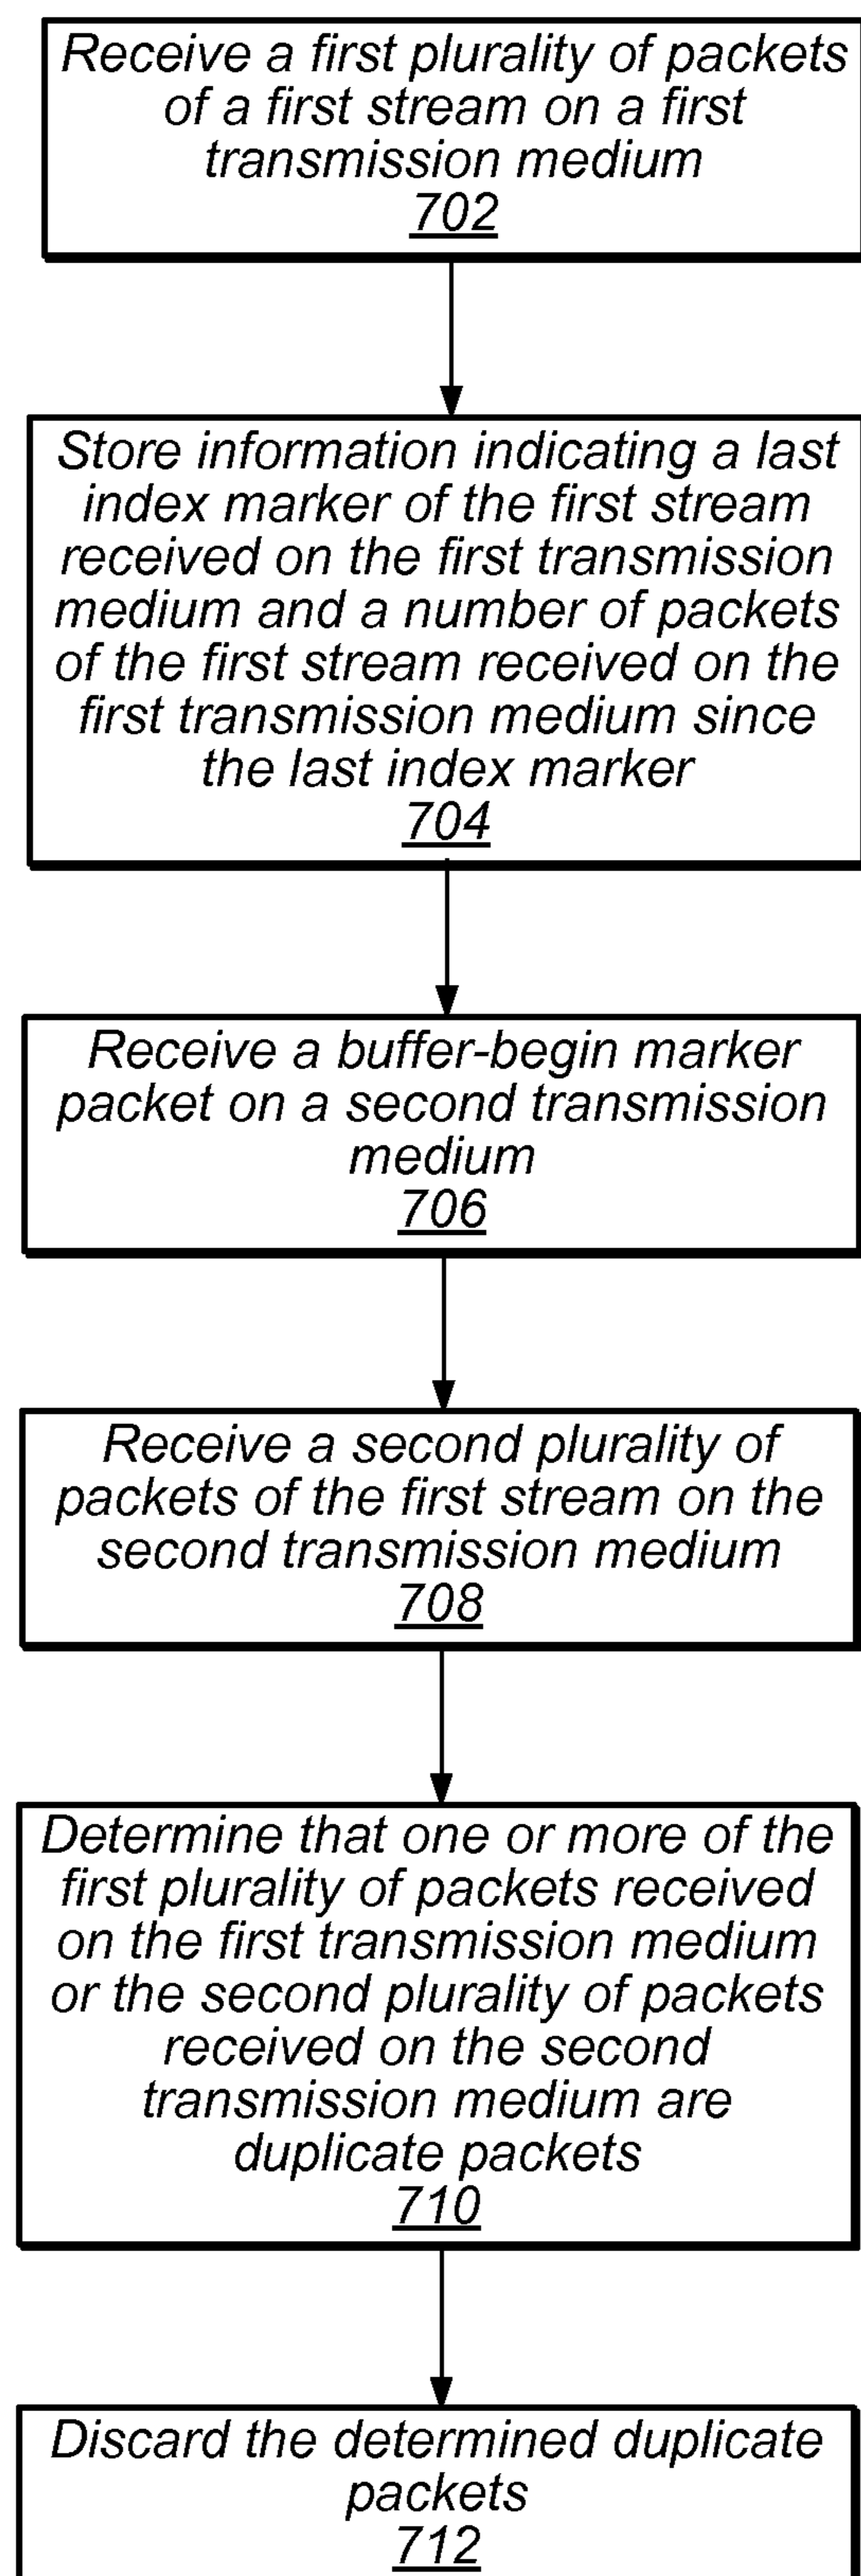 Receive a first plurality of packets
of a first stream on a first
transmission medium
702
Store information indicating a last
index marker of the first stream
received on the first transmission
medium and a number of packets
of the first stream received on the
first transmission medium since
the last index marker
704
Receive a buffer-begin marker
packet on a second transmission
medium
706
Receive a second plurality of
packets of the first stream on the
second transmission medium
708
Determine that one or more of the
first plurality of packets received
on the first transmission medium
or the second plurality of packets
received on the second
transmission medium are
duplicate packets
710
Discard the determined duplicate
packets
712